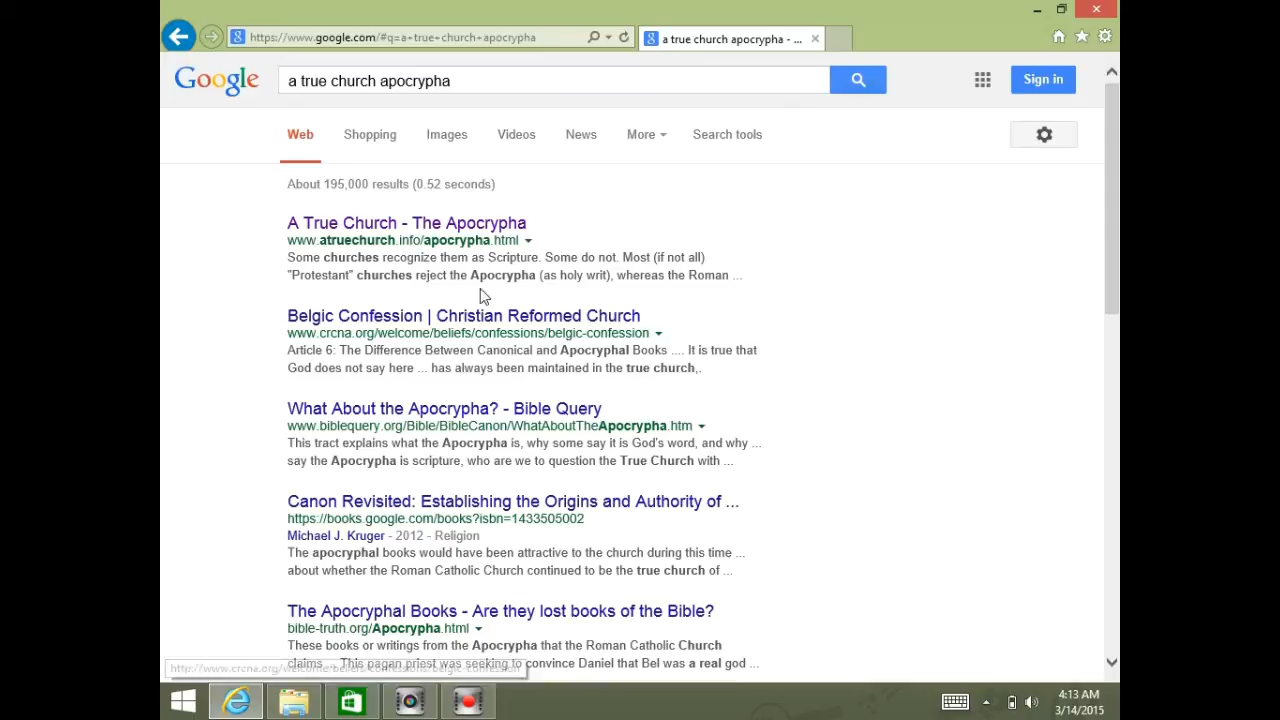 https://www.google.com/#q=a+true+church+apocrypha
a true church apocrypha - ...
Google
a true church apocrypha
Sign in
Web
Shopping
Images
Videos
News
More
Search tools
About 195,000 results (0.52 seconds)
A True Church - The Apocrypha
www.atruechurch.info/apocrypha.html
Some churches recognize them as Scripture. Some do not. Most (if not all)
"Protestant" churches reject the Apocrypha (as holy writ), whereas the Roman ...
Belgic Confession | Christian Reformed Church
www.crcna.org/welcome/beliefs/confessions/belgic-confession
Article 6: The Difference Between Canonical and Apocryphal Books .... It is true that
God does not say here ... has always been maintained in the true church,.
What About the Apocrypha? - Bible Query
www.biblequery.org/Bible/BibleCanon/WhatAboutTheApocrypha.htm
This tract explains what the Apocrypha is, why some say it is God's word, and why ...
say the Apocrypha is scripture, who are we to question the True Church with ...
Canon Revisited: Establishing the Origins and Authority of ...
https://books.google.com/books?isbn=1433505002
Michael J. Kruger - 2012 - Religion
The apocryphal books would have been attractive to the church during this time ...
about whether the Roman Catholic Church continued to be the true church of ...
The Apocryphal Books - Are they lost books of the Bible?
bible-truth.org/Apocrypha.html
These books or writings from the Apocrypha that the Roman Catholic Church
claims ... This pagan priest was seeking to convince Daniel that Bel was a real god ...
http://www.crcna.org/welcome/beliefs/confessions/belgic-confession
4:13 AM
3/14/2015